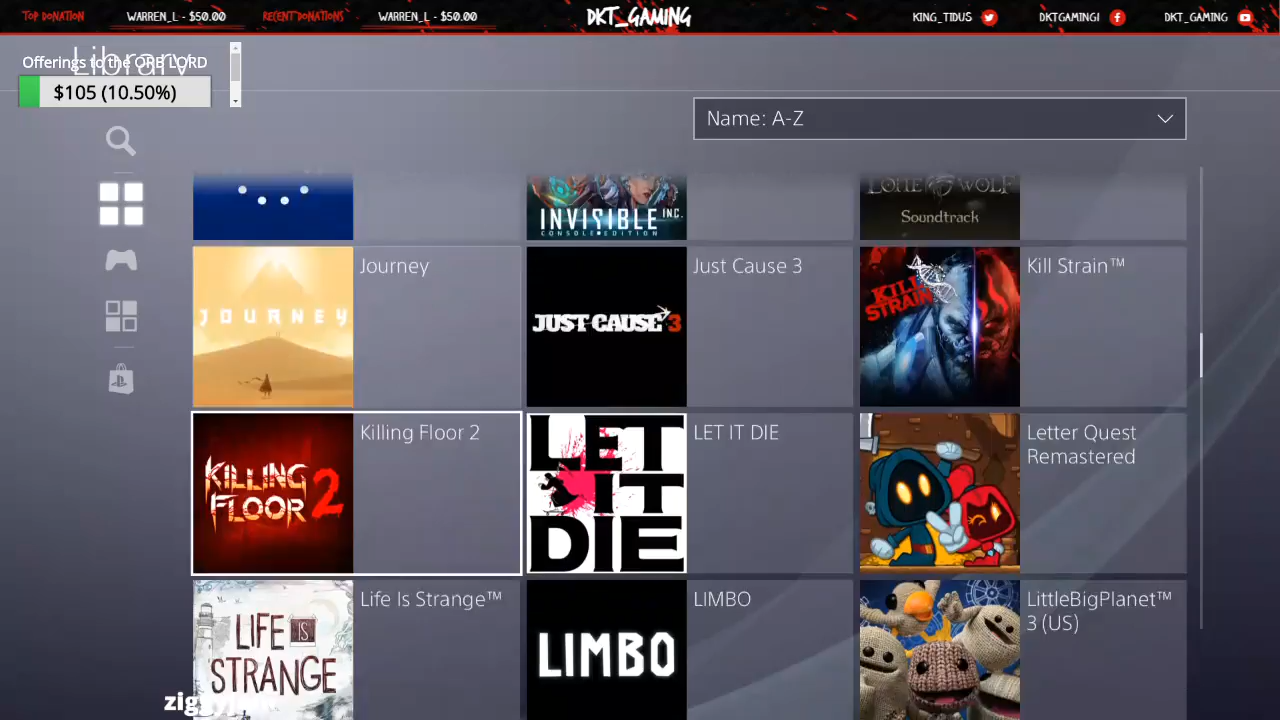 TOP DONATION
WARREN_L - $50.00
RECENT DONATIONS
WARREN_L - $50.00
DKT_GAMING
KING_TIDUS
DKTGAMING1
DKT_GAMING
Library
Offerings to the ORB LORD
$105 (10.50%)
Name: A-Z
INVISIBLE INC.
CONSOLE EDITION
LONE WOLF
Soundtrack
JOURNEY
Journey
JUST CAUSE 3
Just Cause 3
KILL STRAIN
Kill Strain™
KILLING FLOOR 2
Killing Floor 2
LET IT DIE
LET IT DIE
Letter Quest
Remastered
LIFE IS
STRANGE
Life Is Strange™
LIMBO
LIMBO
LittleBigPlanet™
3 (US)